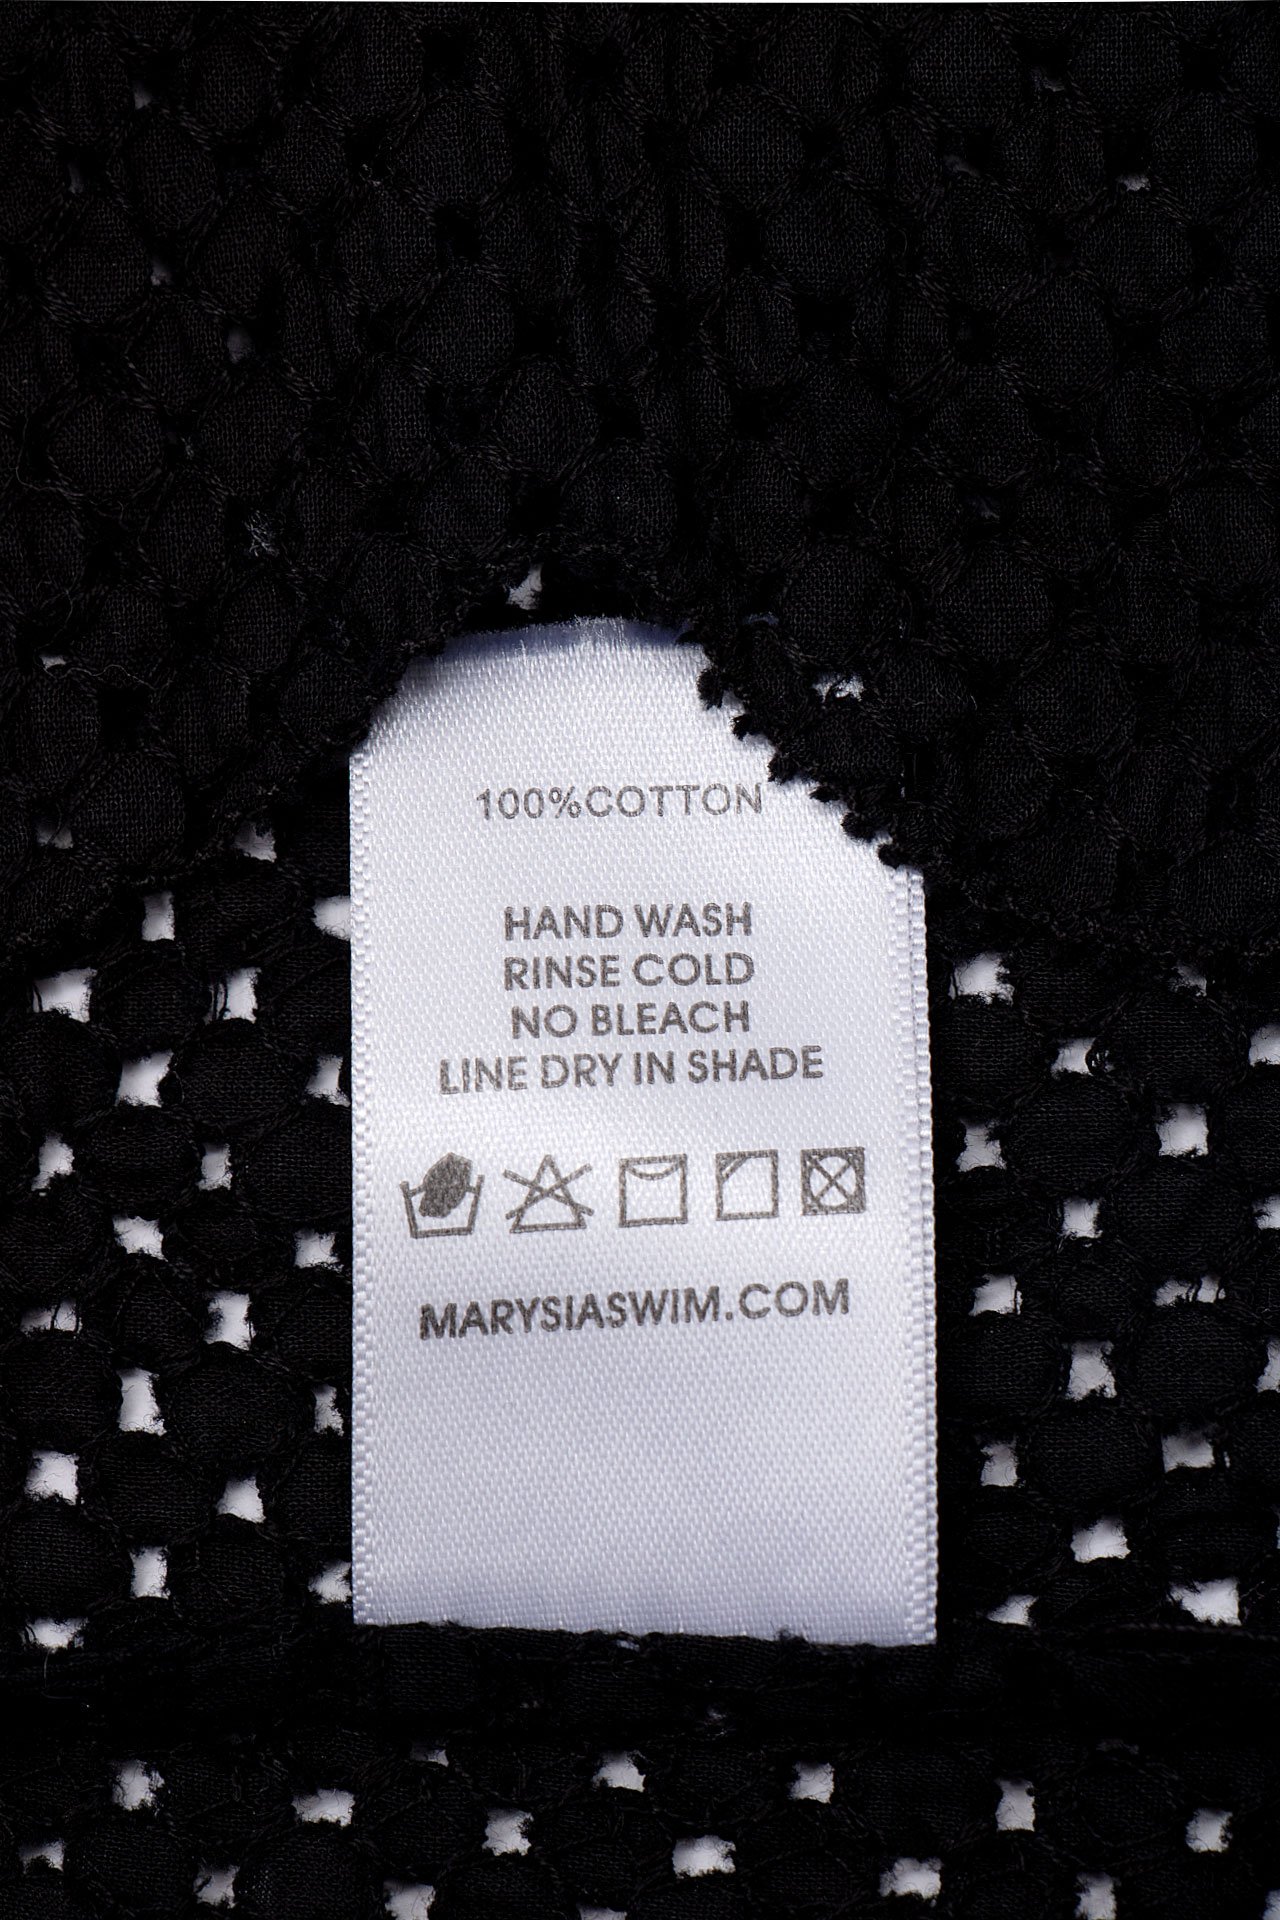 100%COTTON
HAND WASH
RINSE COLD
NO BLEACH
LINE DRY IN SHADE
MARYSIASWIM.COM